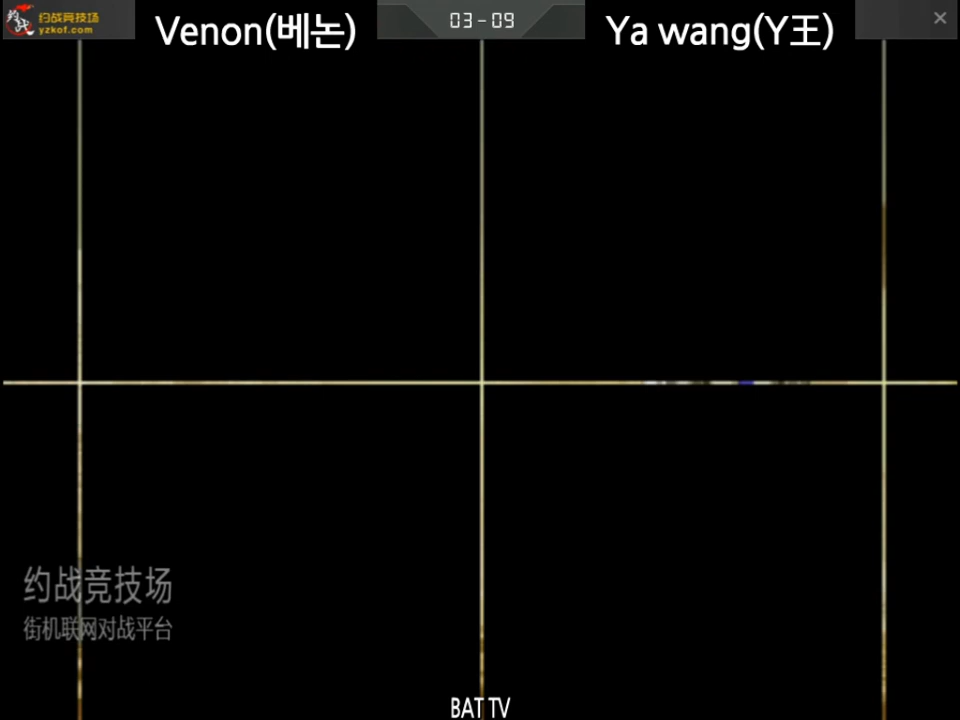 约战竞技场
yzkof.com
Venon(베논)
03-09
Ya wang(Y王)
约战竞技场
街机联网对战平台
BAT TV